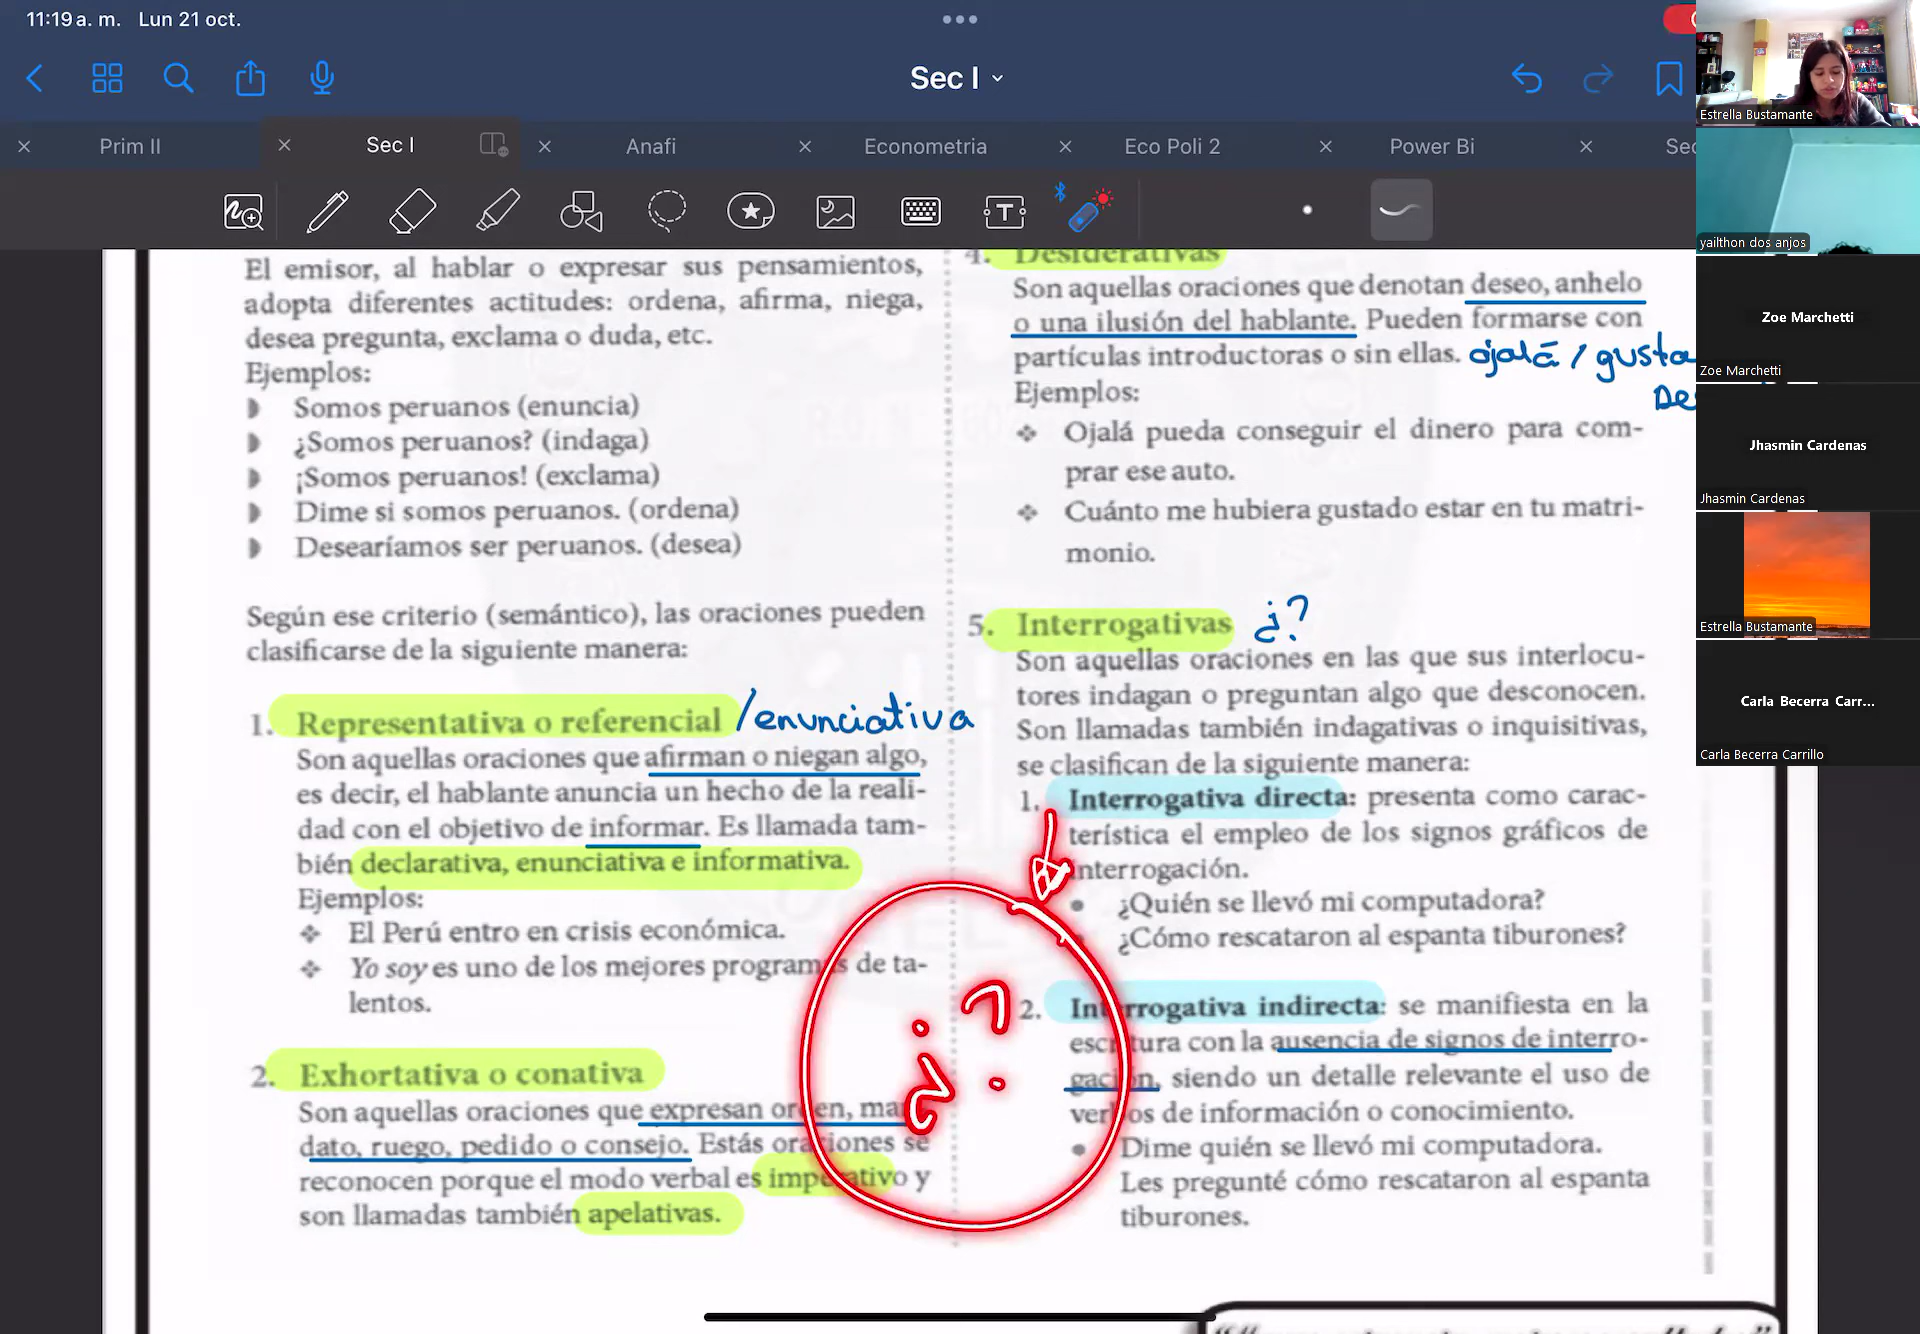 11:19 a. m. Lun 21 oct.
Sec I
Prim II
Sec I
Anafi
Econometria
Eco Poli 2
Power Bi
Sec
El emisor, al hablar o expresar sus pensamientos,
adopta diferentes actitudes: ordena, afirma, niega,
desea pregunta, exclama o duda, etc.
Ejemplos:
Somos peruanos (enuncia)
¿Somos peruanos? (indaga)
¡Somos peruanos! (exclama)
Dime si somos peruanos. (ordena)
Desearíamos ser peruanos. (desea)
Según ese criterio (semántico), las oraciones pueden
clasificarse de la siguiente manera:
1. Representativa o referencial /enunciativa
Son aquellas oraciones que afirman o niegan algo,
es decir, el hablante anuncia un hecho de la reali-
dad con el objetivo de informar. Es llamada tam-
bién declarativa, enunciativa e informativa.
Ejemplos:
El Perú entro en crisis económica.
Yo soy es uno de los mejores programas de ta-
lentos.
2. Exhortativa o conativa
Son aquellas oraciones que expresan orden, man
dato, ruego, pedido o consejo. Estás oraciones se
reconocen porque el modo verbal es imperativo y
son llamadas también apelativas.
¿?
4. Desiderativas
Son aquellas oraciones que denotan deseo, anhelo
o una ilusión del hablante. Pueden formarse con
partículas introductoras o sin ellas. ojalá / gusta
De
Ejemplos:
Ojalá pueda conseguir el dinero para com-
prar ese auto.
Cuánto me hubiera gustado estar en tu matri-
monio.
5. Interrogativas ¿?
Son aquellas oraciones en las que sus interlocu-
tores indagan o preguntan algo que desconocen.
Son llamadas también indagativas o inquisitivas,
se clasifican de la siguiente manera:
1. Interrogativa directa: presenta como carac-
terística el empleo de los signos gráficos de
interrogación.
¿Quién se llevó mi computadora?
¿Cómo rescataron al espanta tiburones?
2. Interrogativa indirecta: se manifiesta en la
escritura con la ausencia de signos de interro-
gación, siendo un detalle relevante el uso de
verbos de información o conocimiento.
Dime quién se llevó mi computadora.
Les pregunté cómo rescataron al espanta
tiburones.
Estrella Bustamante
yailthon dos anjos
Zoe Marchetti
Zoe Marchetti
Jhasmin Cardenas
Jhasmin Cardenas
Estrella Bustamante
Carla Becerra Carr...
Carla Becerra Carrillo